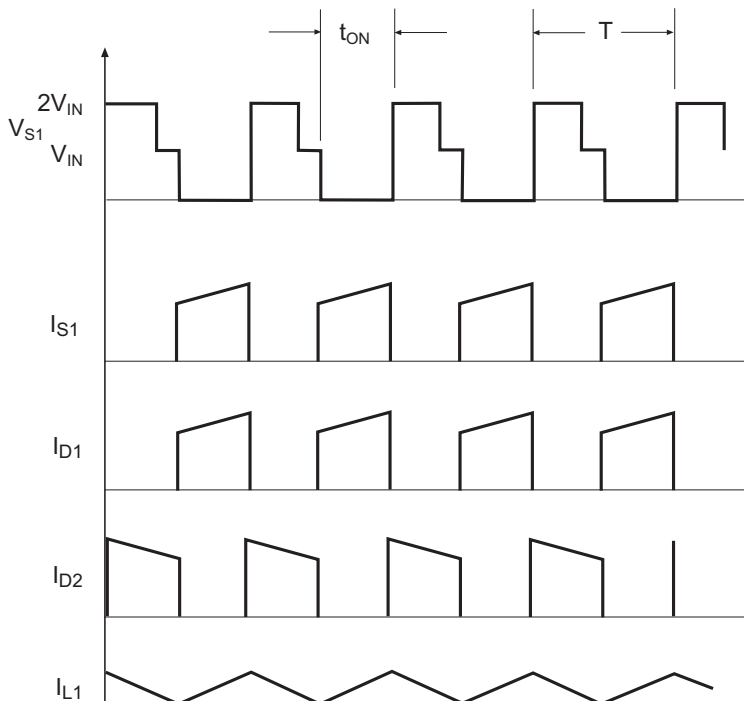 t_ON
T
2V_IN
V_S1
V_IN
I_S1
I_D1
I_D2
I_L1